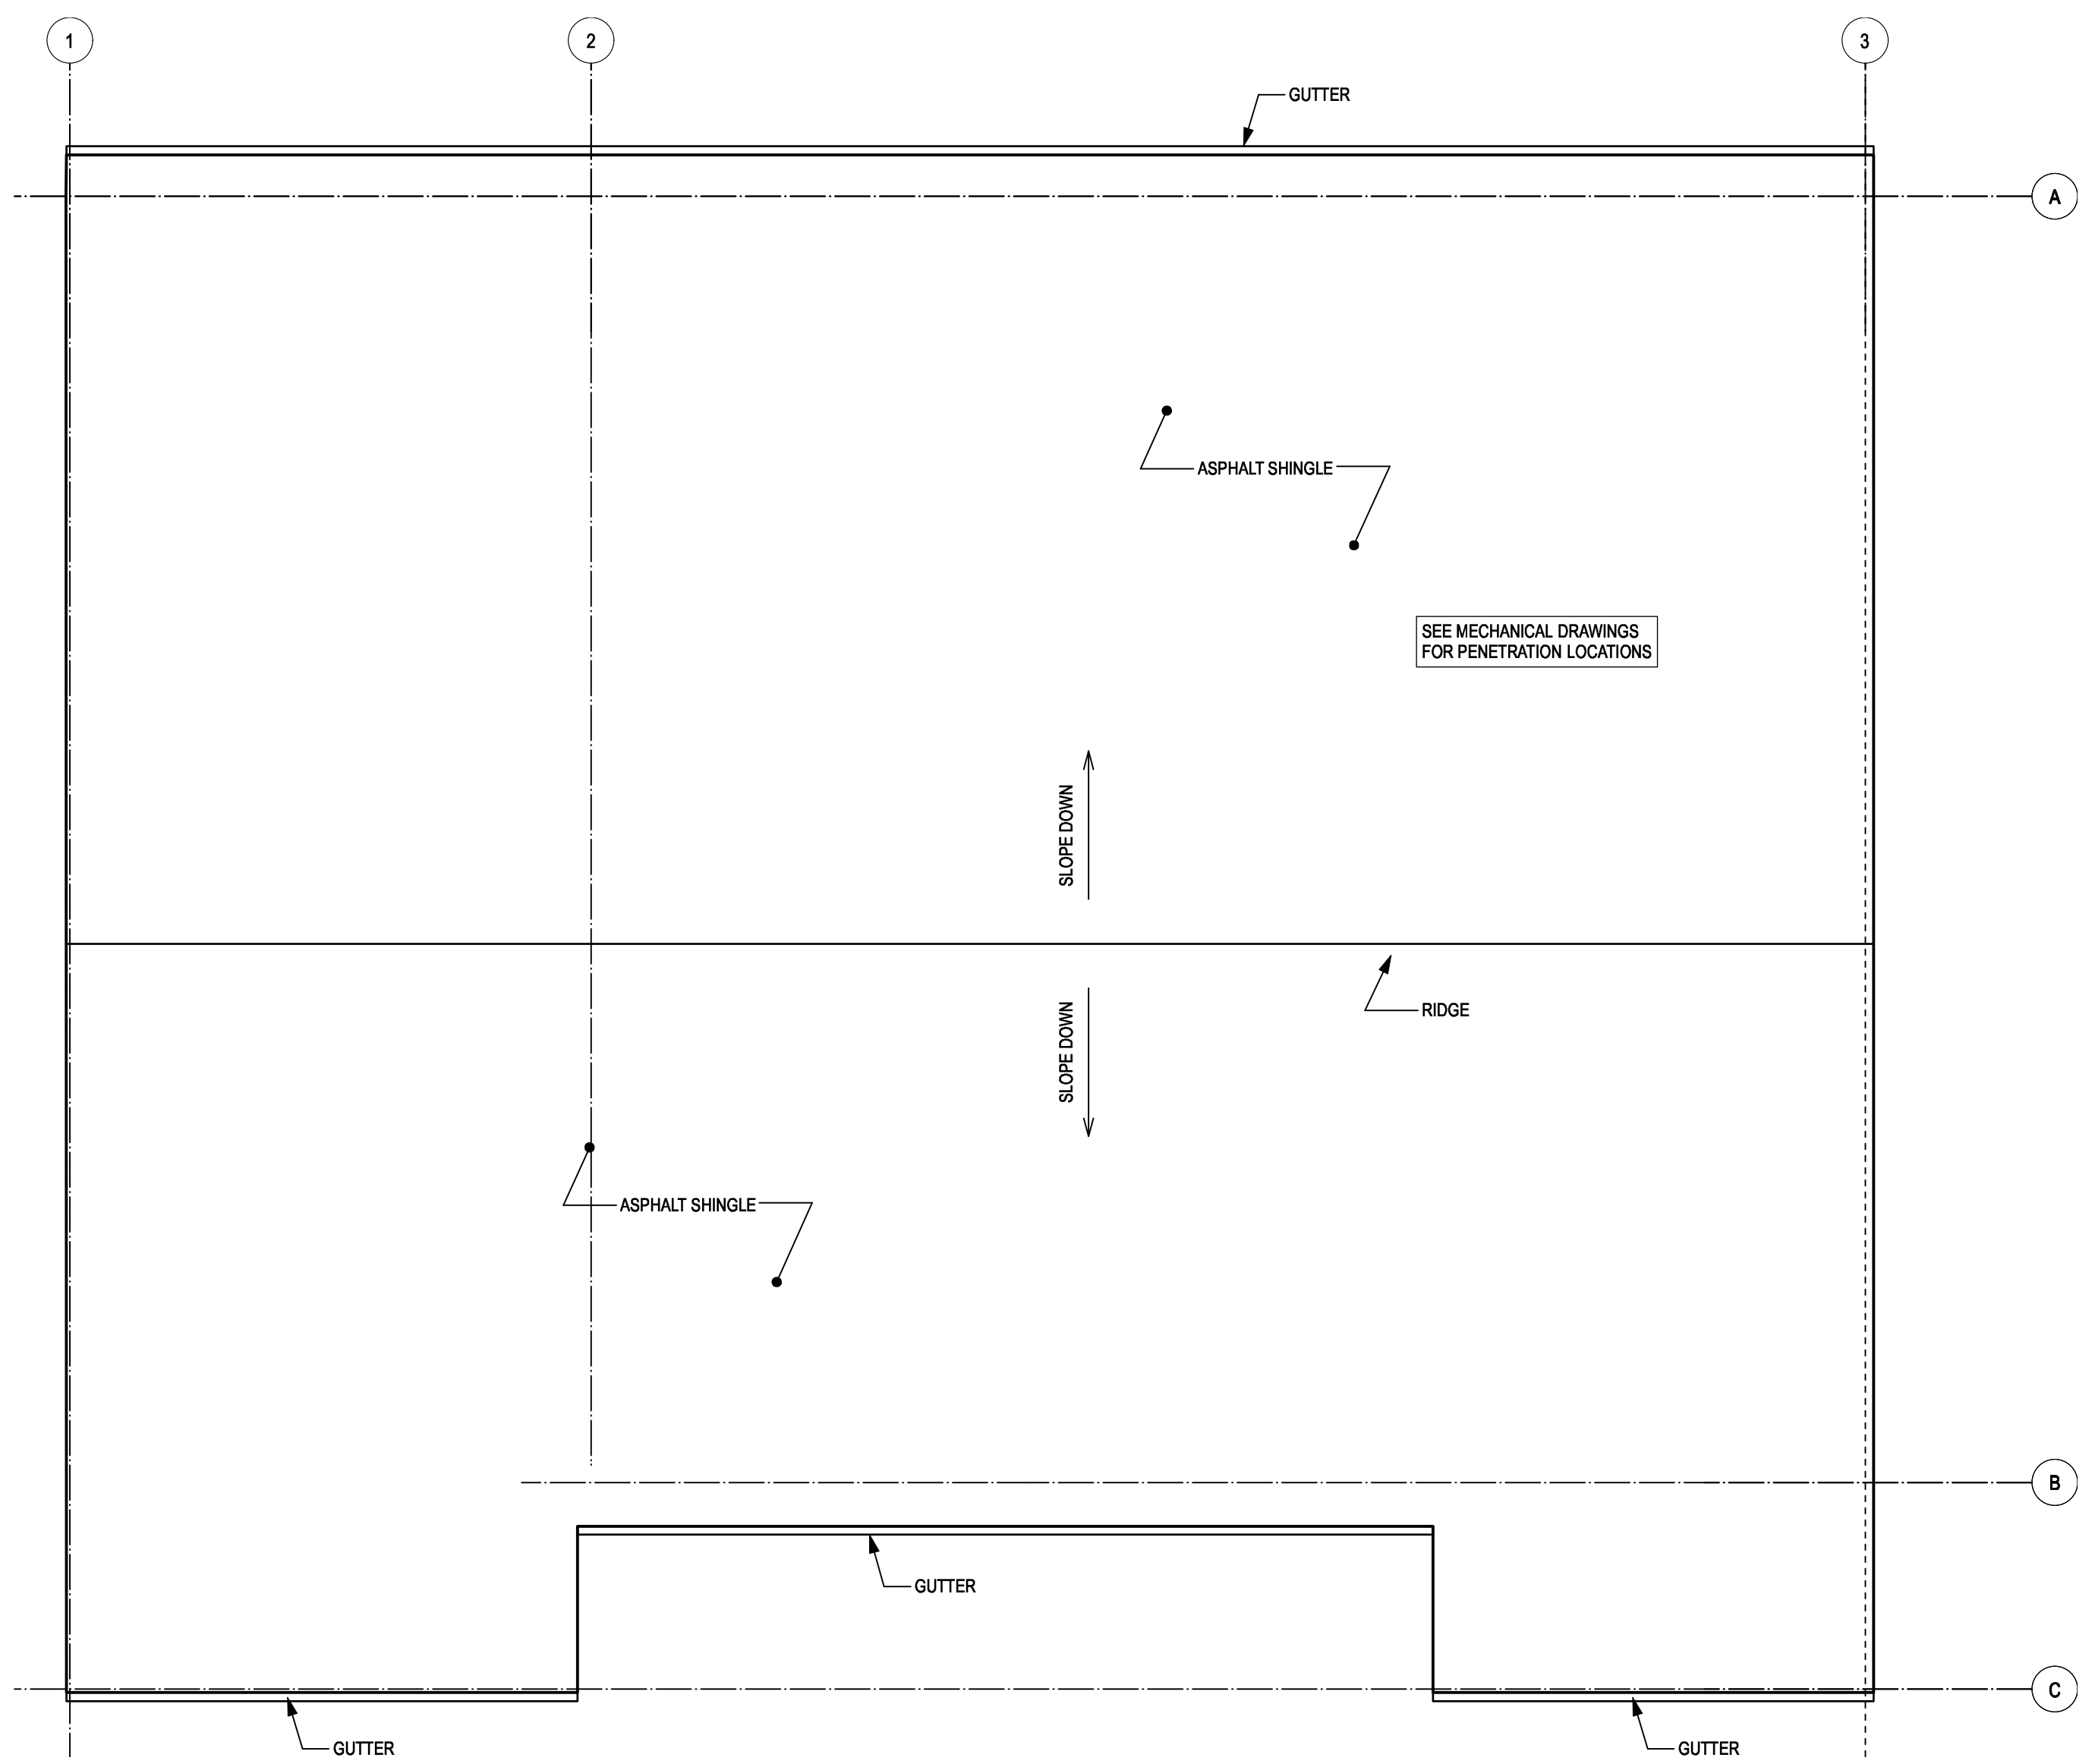 1
2
3
GUTTER
A
ASPHALT SHINGLE
SEE MECHANICAL DRAWINGS
FOR PENETRATION LOCATIONS
SLOPE DOWN
RIDGE
SLOPE DOWN
ASPHALT SHINGLE
B
GUTTER
C
GUTTER
GUTTER